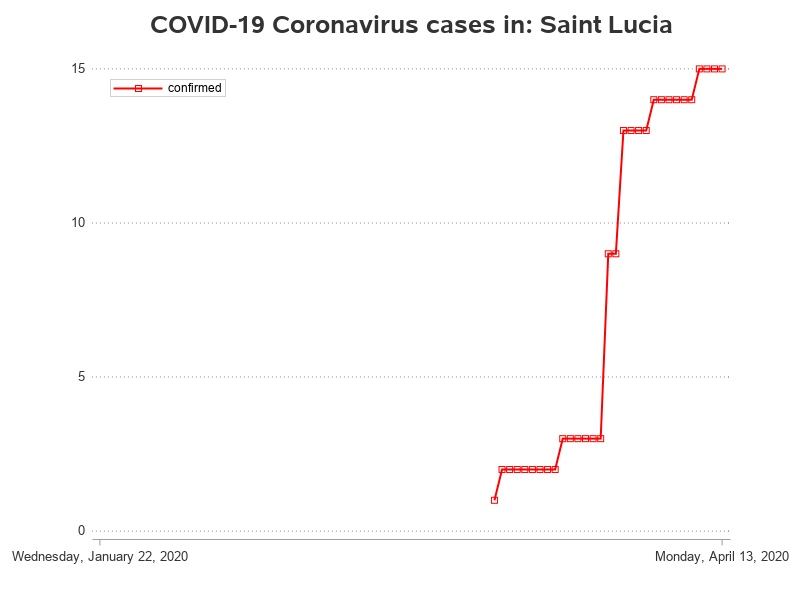 COVID-19 Coronavirus cases in: Saint Lucia
15
confirmed
10
5
0
Wednesday, January 22, 2020
Monday, April 13, 2020